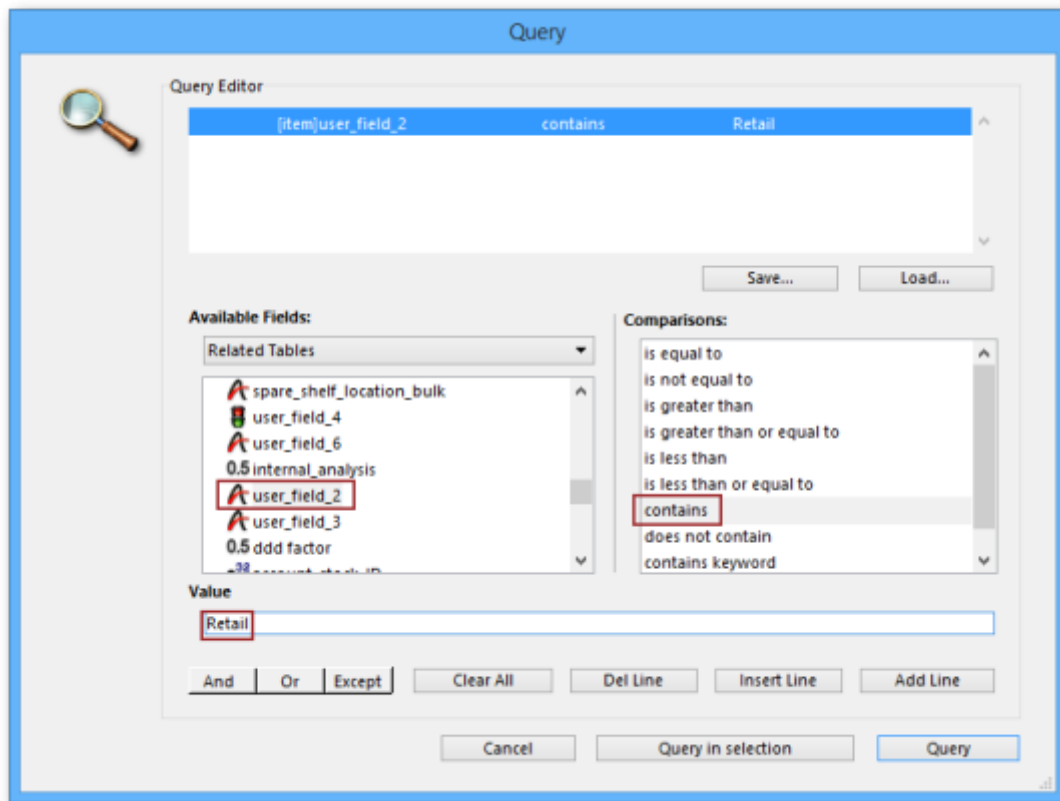 Query
Query Editor
[item]user_field_2 contains Retail
Save... Load...
Available Fields:
Related Tables
spare_shelf_location_bulk
user_field_4
user_field_6
0.5 internal_analysis
user_field_2
user_field_3
0.5 ddd factor
Comparisons:
is equal to
is not equal to
is greater than
is greater than or equal to
is less than
is less than or equal to
contains
does not contain
contains keyword
Value
Retail
And Or Except Clear All Del Line Insert Line Add Line
Cancel Query in selection Query